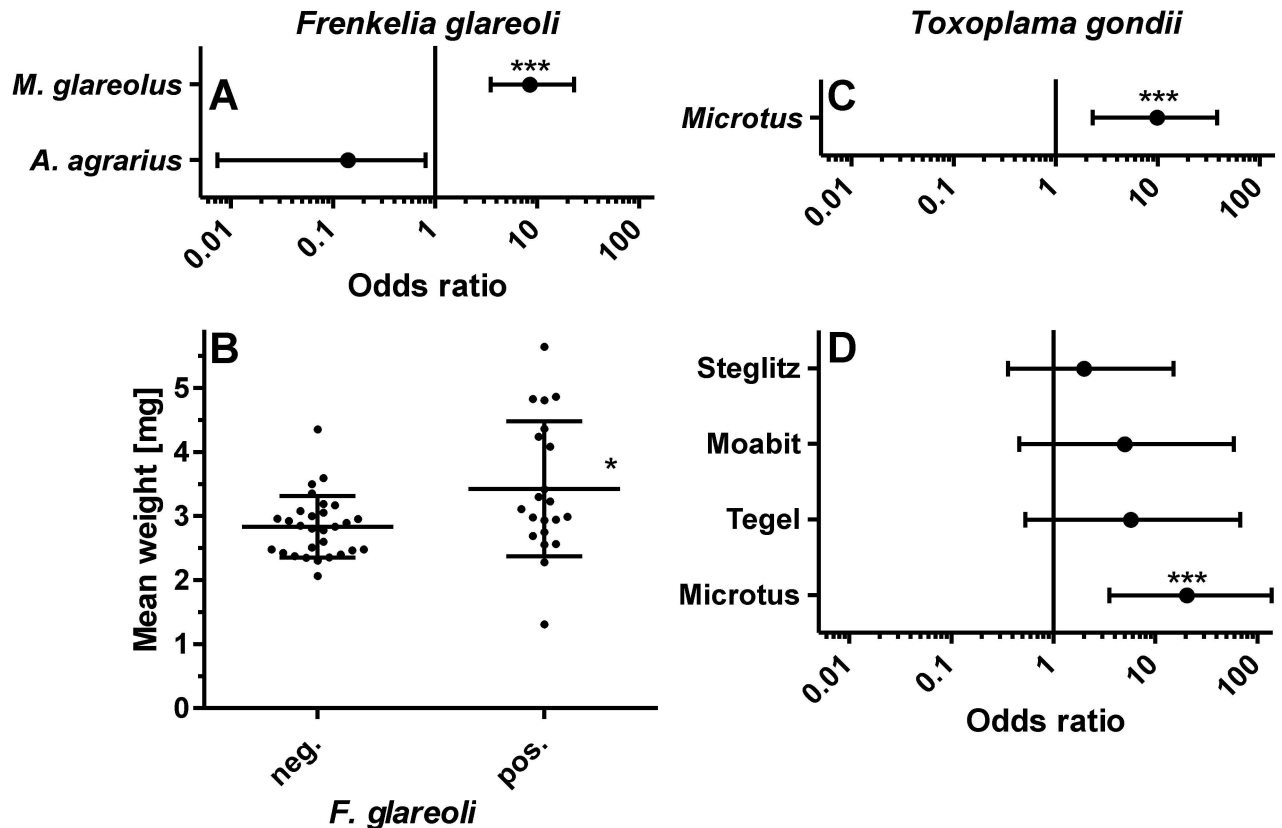 Frenkelia glareoli
A
M. glareolus
***
A. agrarius
0.01 0.1 1 10 100
Odds ratio
B
Mean weight [mg]
5
4
3
2
1
0
*
neg. pos.
F. glareoli
Toxoplama gondii
C
Microtus
***
0.01 0.1 1 10 100
D
Steglitz
Moabit
Tegel
Microtus
***
0.01 0.1 1 10 100
Odds ratio